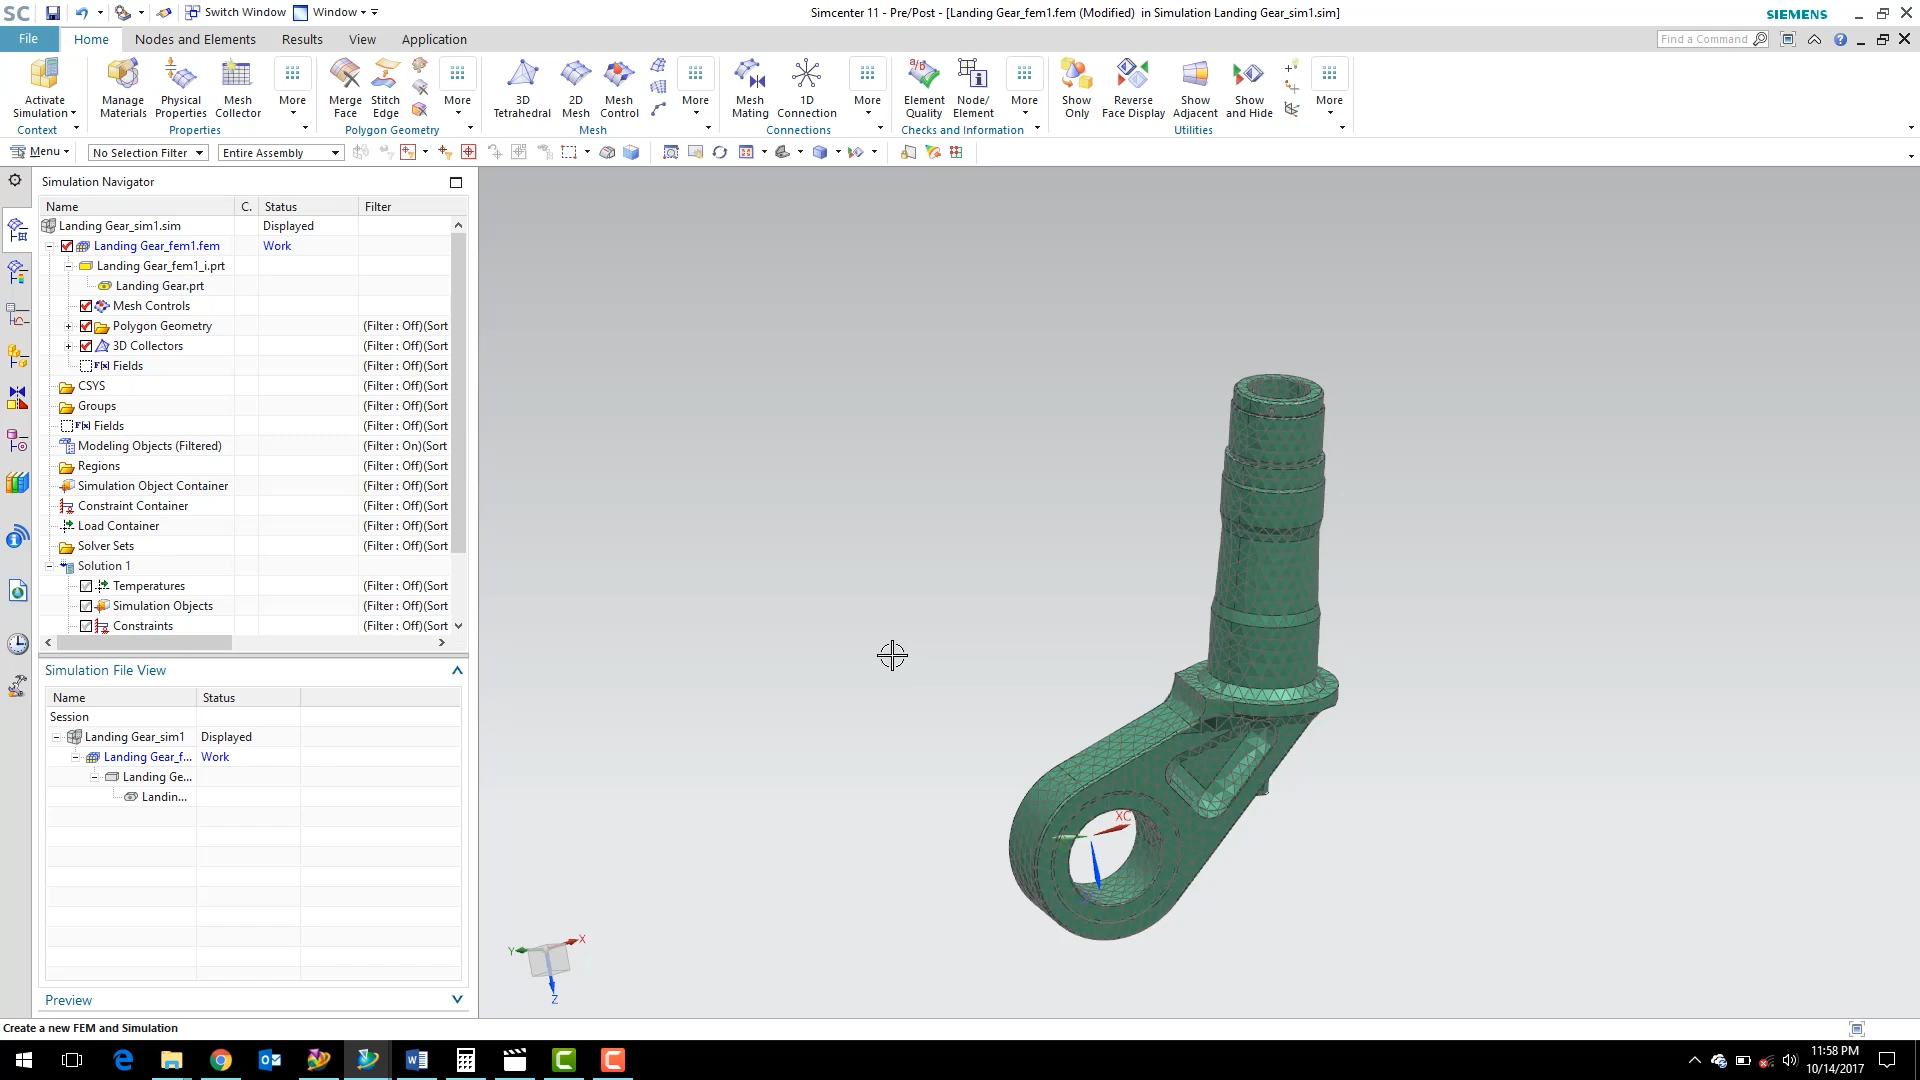 SC Switch Window Window Simcenter 11 - Pre/Post - [Landing Gear_fem1.fem (Modified) in Simulation Landing Gear_sim1.sim] SIEMENS
File Home Nodes and Elements Results View Application Find a Command
Activate Simulation Manage Materials Physical Properties Mesh Collector More Merge Face Stitch Edge More 3D Tetrahedral 2D Mesh Mesh Control More Mesh Mating 1D Connection More Element Quality Node/Element More Show Only Reverse Face Display Show Adjacent Show and Hide More
Context Properties Polygon Geometry Mesh Connections Checks and Information Utilities
Menu No Selection Filter Entire Assembly
Simulation Navigator
Name C. Status Filter
Landing Gear_sim1.sim Displayed
Landing Gear_fem1.fem Work
Landing Gear_fem1_i.prt
Landing Gear.prt
Mesh Controls
Polygon Geometry (Filter : Off)(Sort
3D Collectors (Filter : Off)(Sort
F(x) Fields (Filter : Off)(Sort
CSYS (Filter : Off)(Sort
Groups (Filter : Off)(Sort
F(x) Fields (Filter : Off)(Sort
Modeling Objects (Filtered) (Filter : On)(Sort
Regions (Filter : Off)(Sort
Simulation Object Container (Filter : Off)(Sort
Constraint Container (Filter : Off)(Sort
Load Container (Filter : Off)(Sort
Solver Sets (Filter : Off)(Sort
Solution 1
Temperatures (Filter : Off)(Sort
Simulation Objects (Filter : Off)(Sort
Constraints (Filter : Off)(Sort
Simulation File View
Name Status
Session
Landing Gear_sim1 Displayed
Landing Gear_f... Work
Landing Ge...
Landin...
XC
Y X
Z
Preview
Create a new FEM and Simulation
11:58 PM
10/14/2017